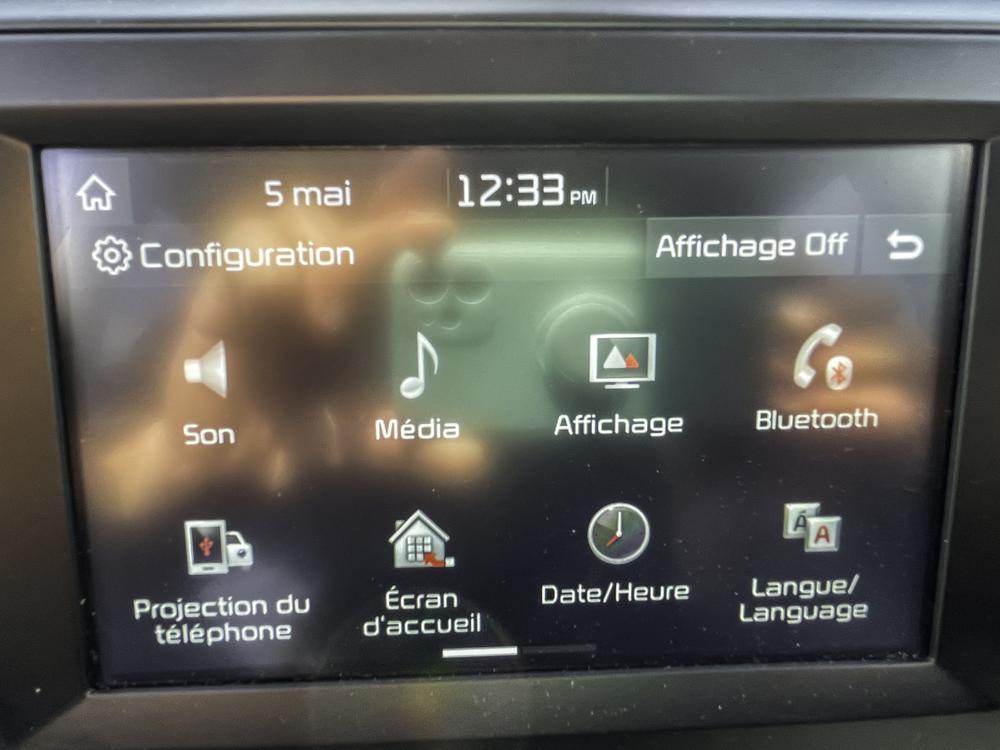 5 mai
12:33 PM
Configuration
Affichage Off
Son
Média
Affichage
Bluetooth
Projection du
téléphone
Écran
d'accueil
Date/Heure
Á A
Langue/
Language